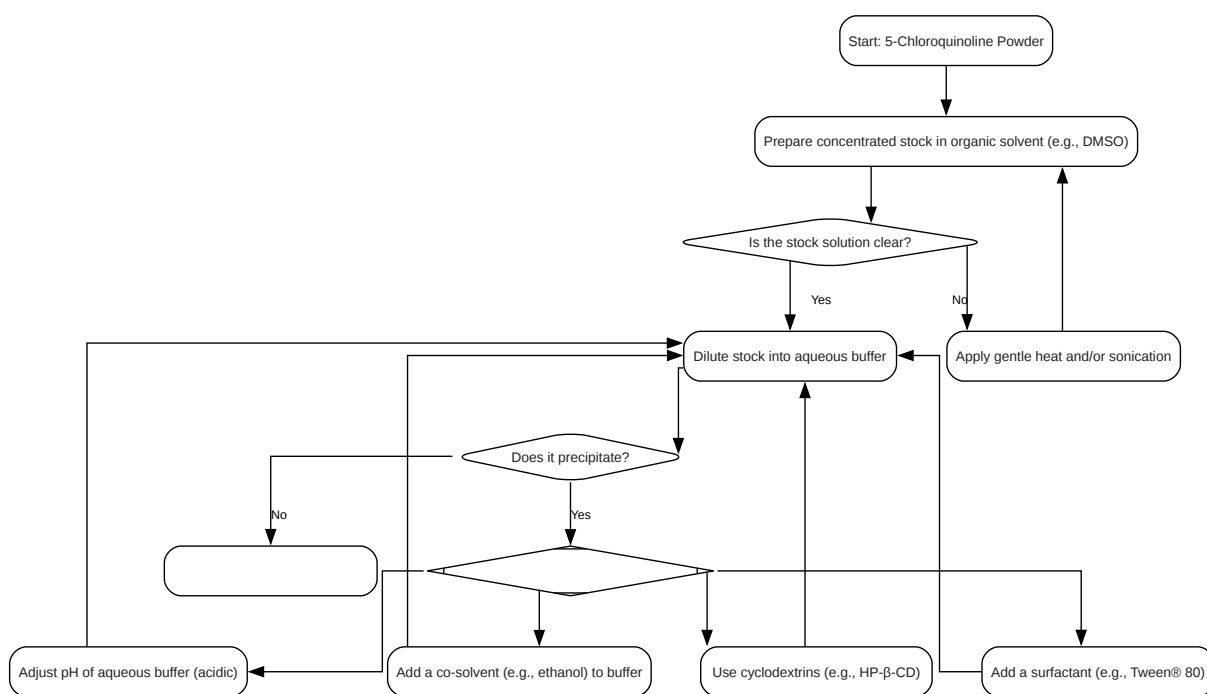 Start: 5-Chloroquinoline Powder
Prepare concentrated stock in organic solvent (e.g., DMSO)
Is the stock solution clear?
Yes
No
Dilute stock into aqueous buffer
Apply gentle heat and/or sonication
Does it precipitate?
No
Yes
Adjust pH of aqueous buffer (acidic)
Add a co-solvent (e.g., ethanol) to buffer
Use cyclodextrins (e.g., HP-β-CD)
Add a surfactant (e.g., Tween® 80)